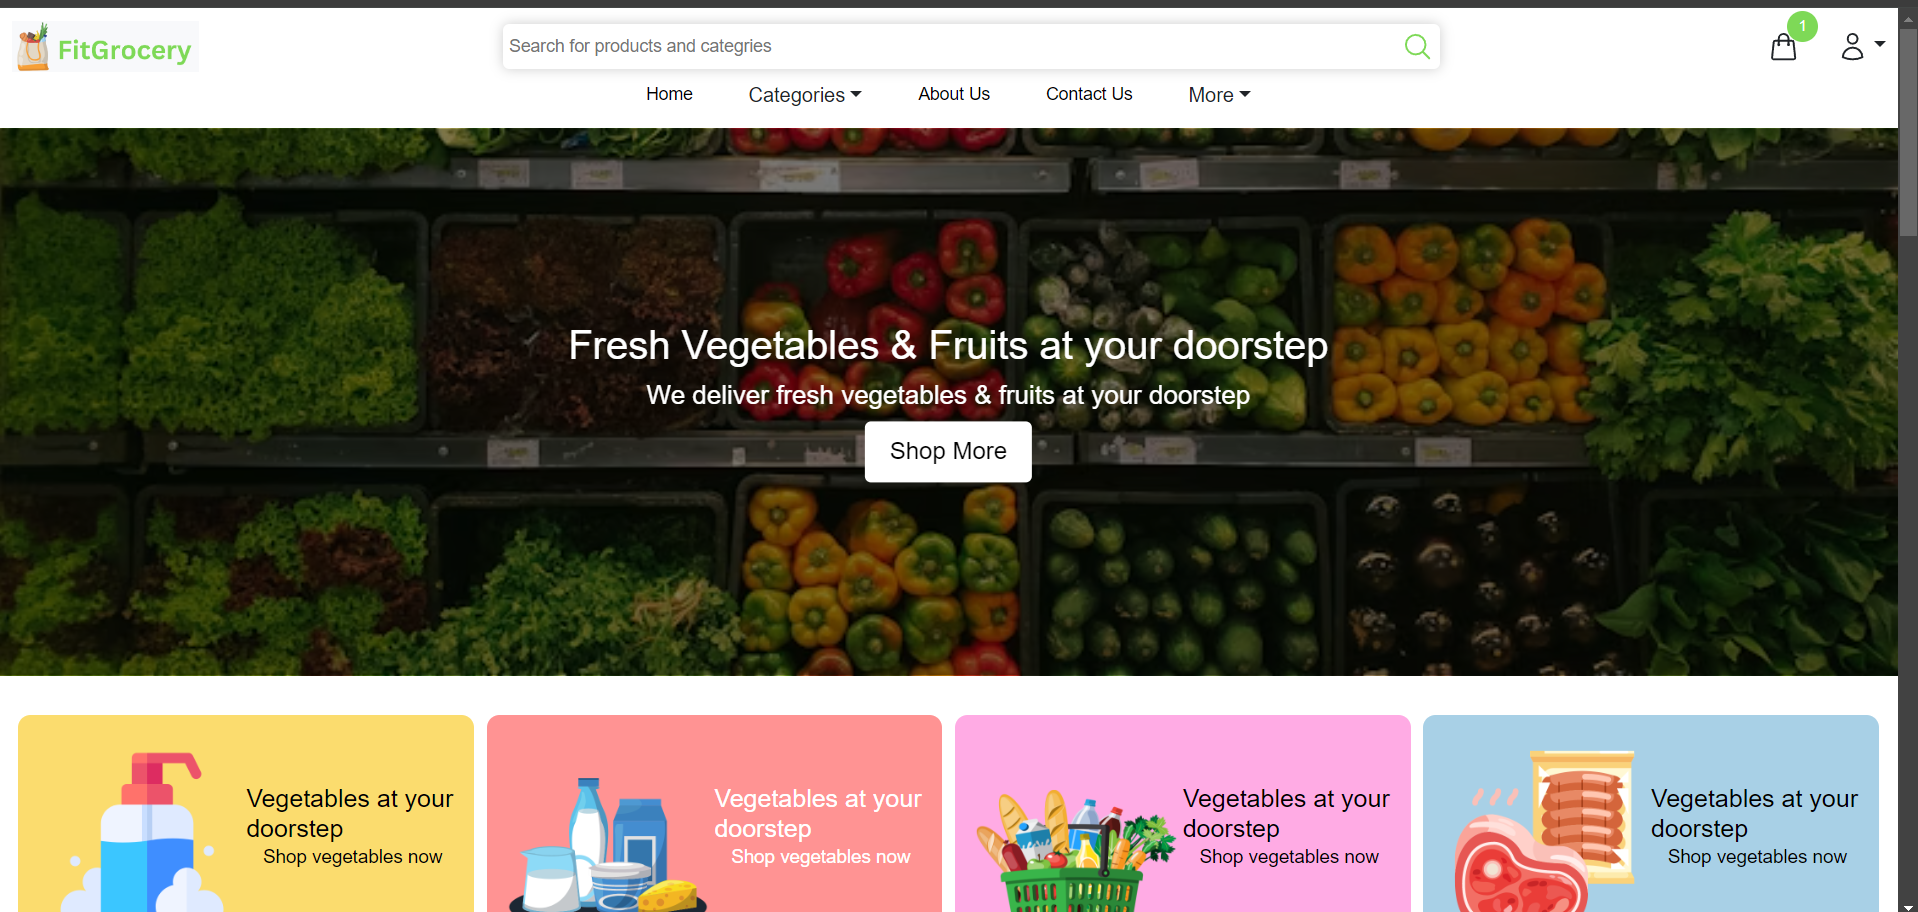 FitGrocery
Search for products and categries
1
Home
Categories
About Us
Contact Us
More
Fresh Vegetables & Fruits at your doorstep
We deliver fresh vegetables & fruits at your doorstep
Shop More
Vegetables at your
doorstep
Shop vegetables now
Vegetables at your
doorstep
Shop vegetables now
Vegetables at your
doorstep
Shop vegetables now
Vegetables at your
doorstep
Shop vegetables now